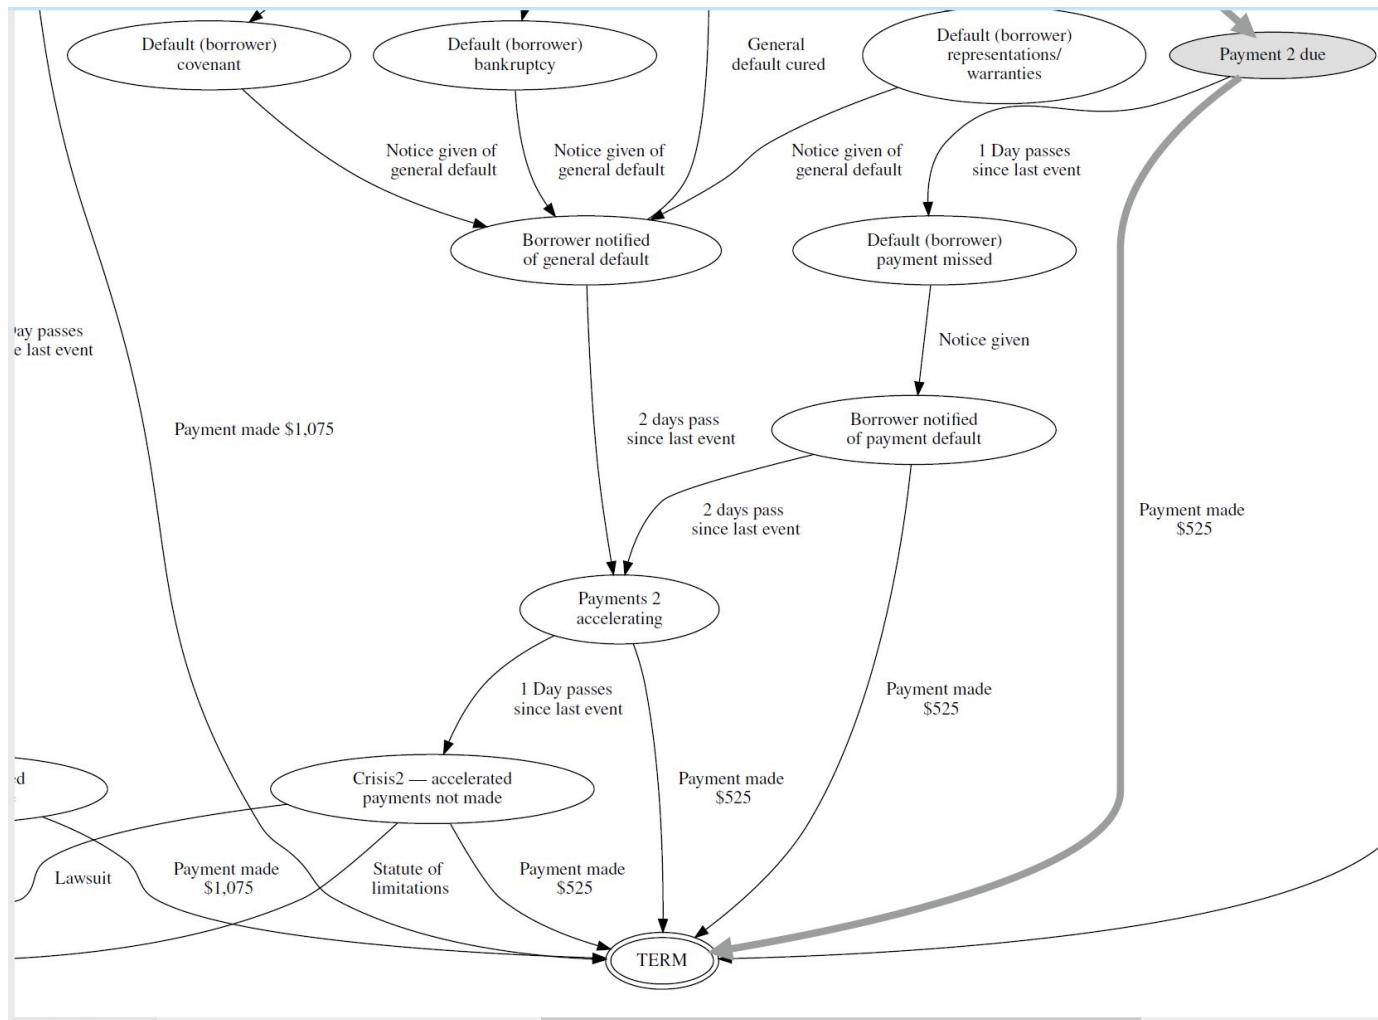 Default (borrower)
covenant
Default (borrower)
bankruptcy
General
default cured
Default (borrower)
representations/
warranties
Payment 2 due
Notice given of
general default
Notice given of
general default
Notice given of
general default
1 Day passes
since last event
Borrower notified
of general default
Default (borrower)
payment missed
ay passes
e last event
Notice given
Payment made $1,075
2 days pass
since last event
Borrower notified
of payment default
2 days pass
since last event
Payment made
$525
Payments 2
accelerating
1 Day passes
since last event
Payment made
$525
ed
Crisis2 — accelerated
payments not made
Payment made
$525
Lawsuit
Payment made
$1,075
Statute of
limitations
Payment made
$525
TERM